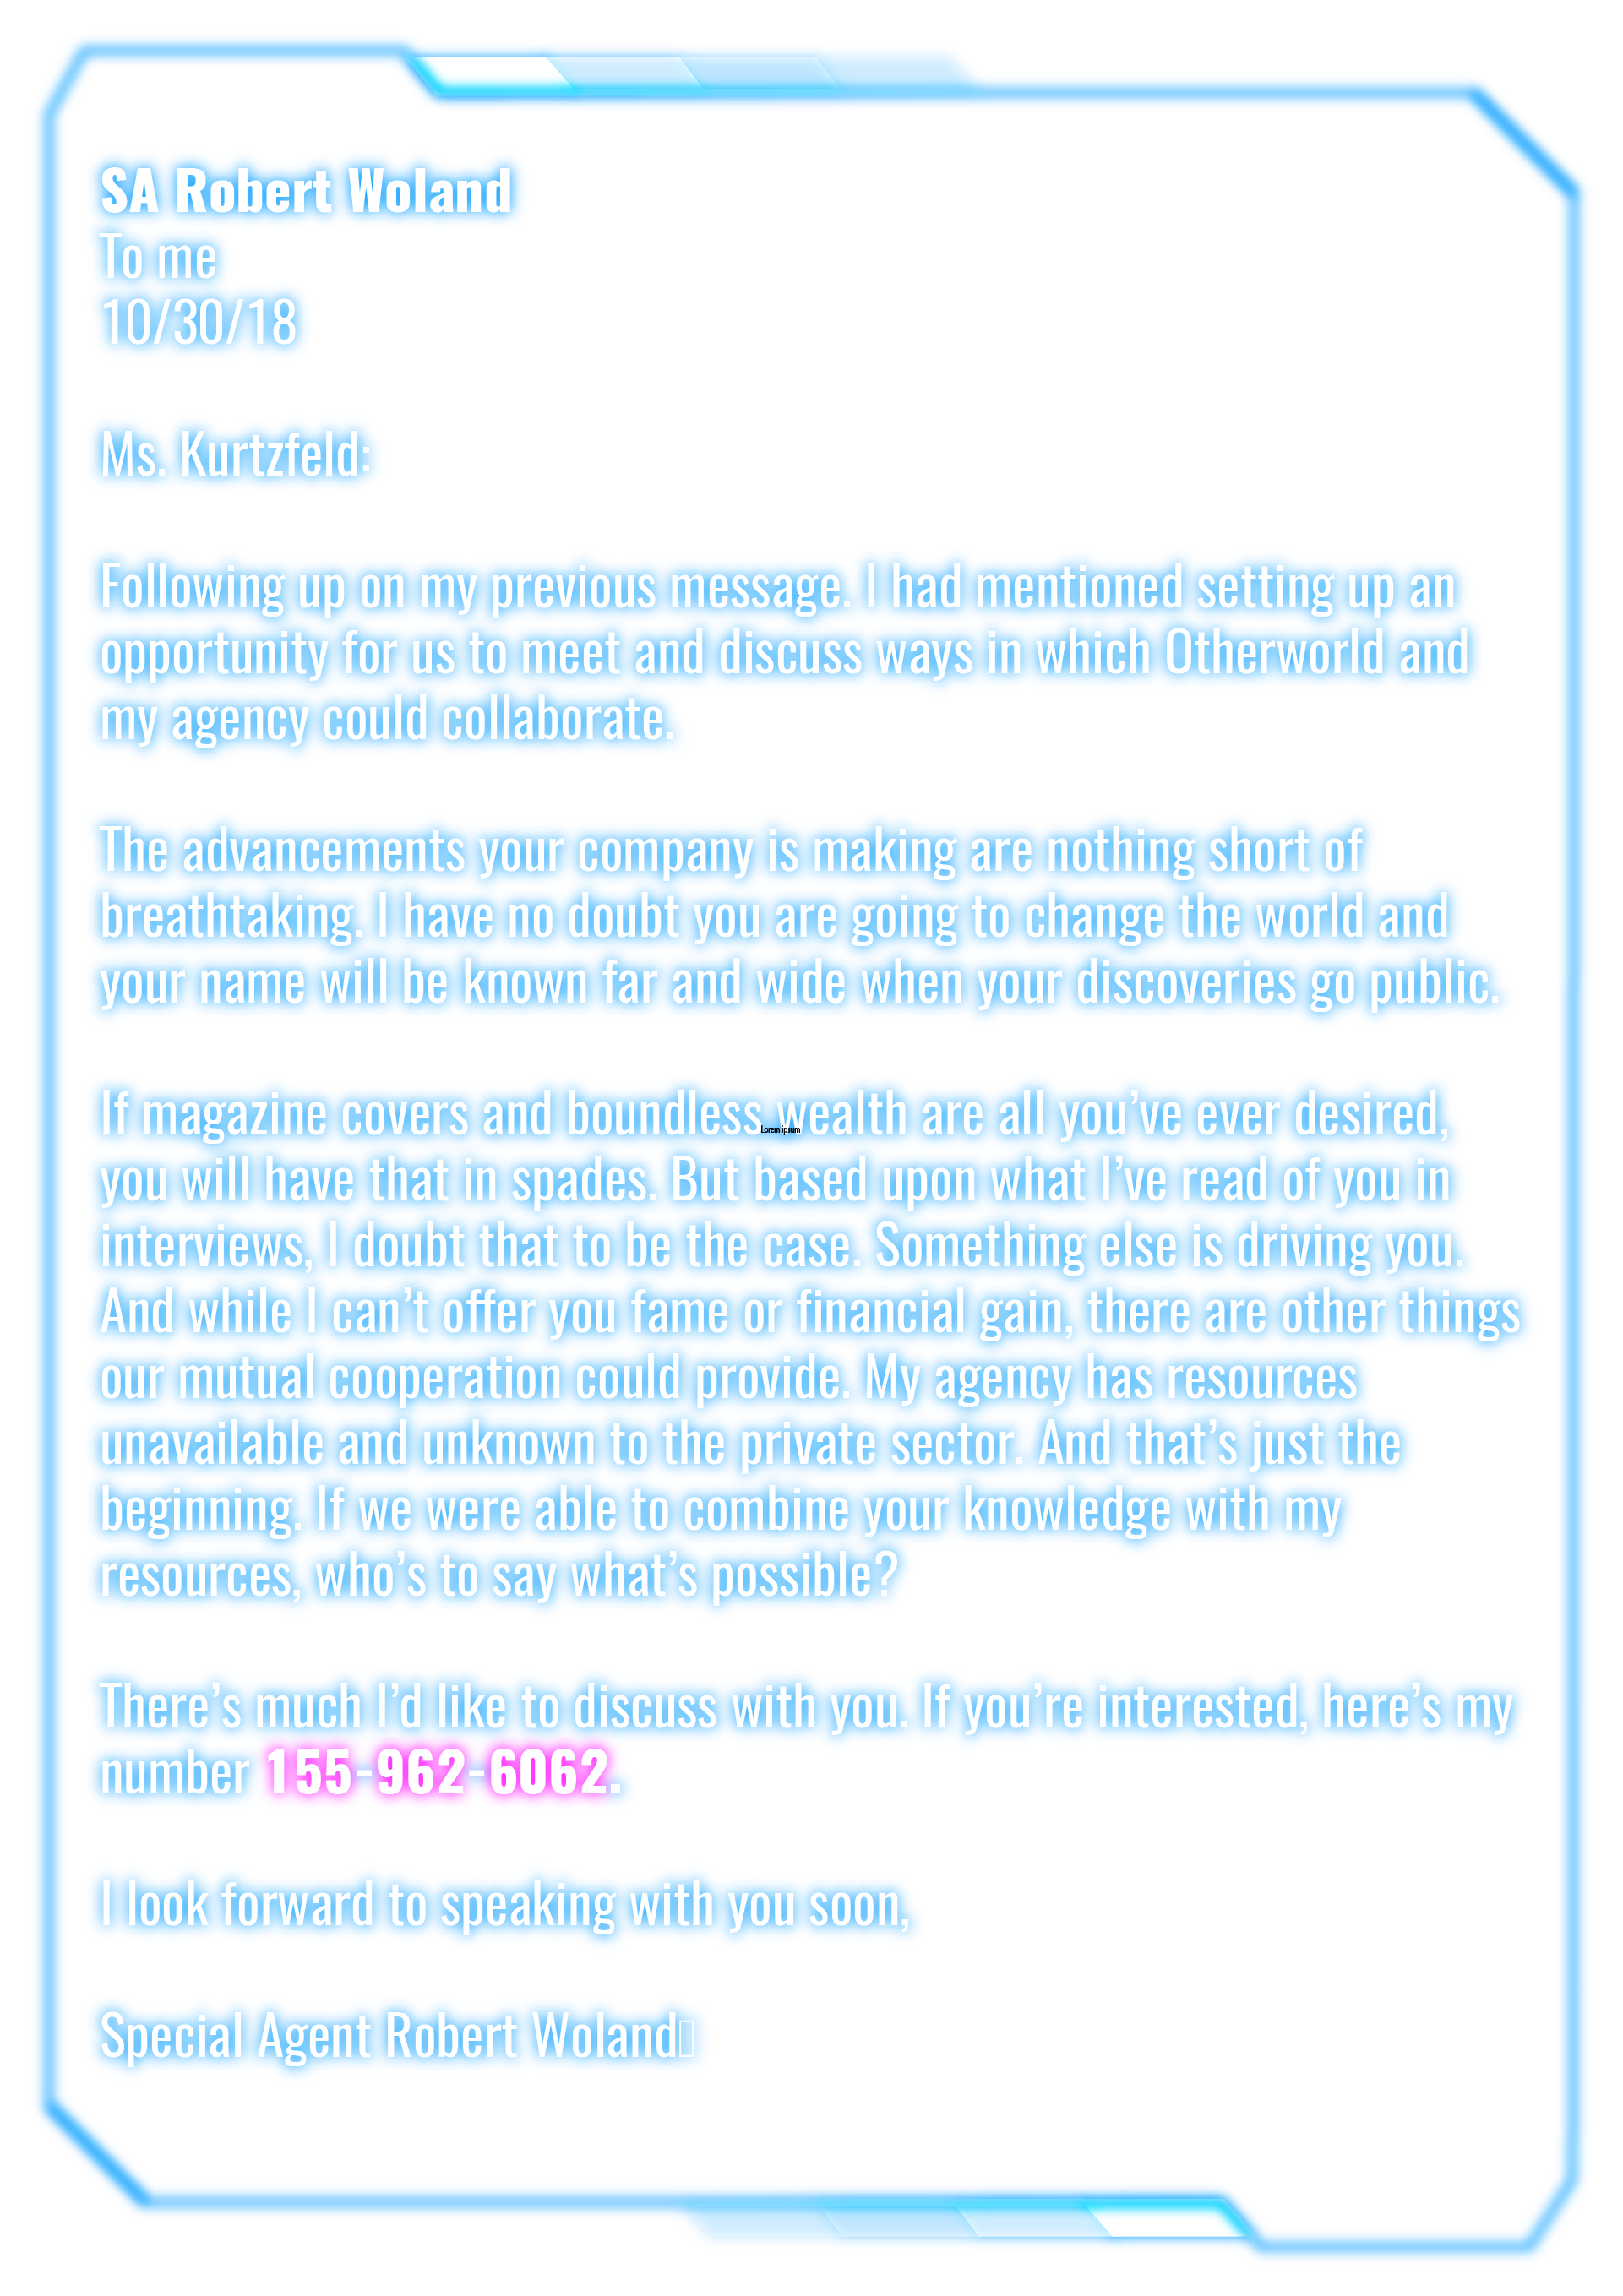 SA Robert Woland
To me
10/30/18
Ms. Kurtzfeld:
Following up on my previous message. I had mentioned setting up an
opportunity for us to meet and discuss ways in which Otherworld and
my agency could collaborate.
The advancements your company is making are nothing short of
breathtaking. I have no doubt you are going to change the world and
your name will be known far and wide when your discoveries go public.
If magazine covers and boundless wealth are all you’ve ever desired,
Lorem ipsum
you will have that in spades. But based upon what I’ve read of you in
interviews, I doubt that to be the case. Something else is driving you.
And while I can’t offer you fame or financial gain, there are other things
our mutual cooperation could provide. My agency has resources
unavailable and unknown to the private sector. And that’s just the
beginning. If we were able to combine your knowledge with my
resources, who’s to say what’s possible?
There’s much I’d like to discuss with you. If you’re interested, here’s my
number 155-962-6062.
I look forward to speaking with you soon,
Special Agent Robert Woland